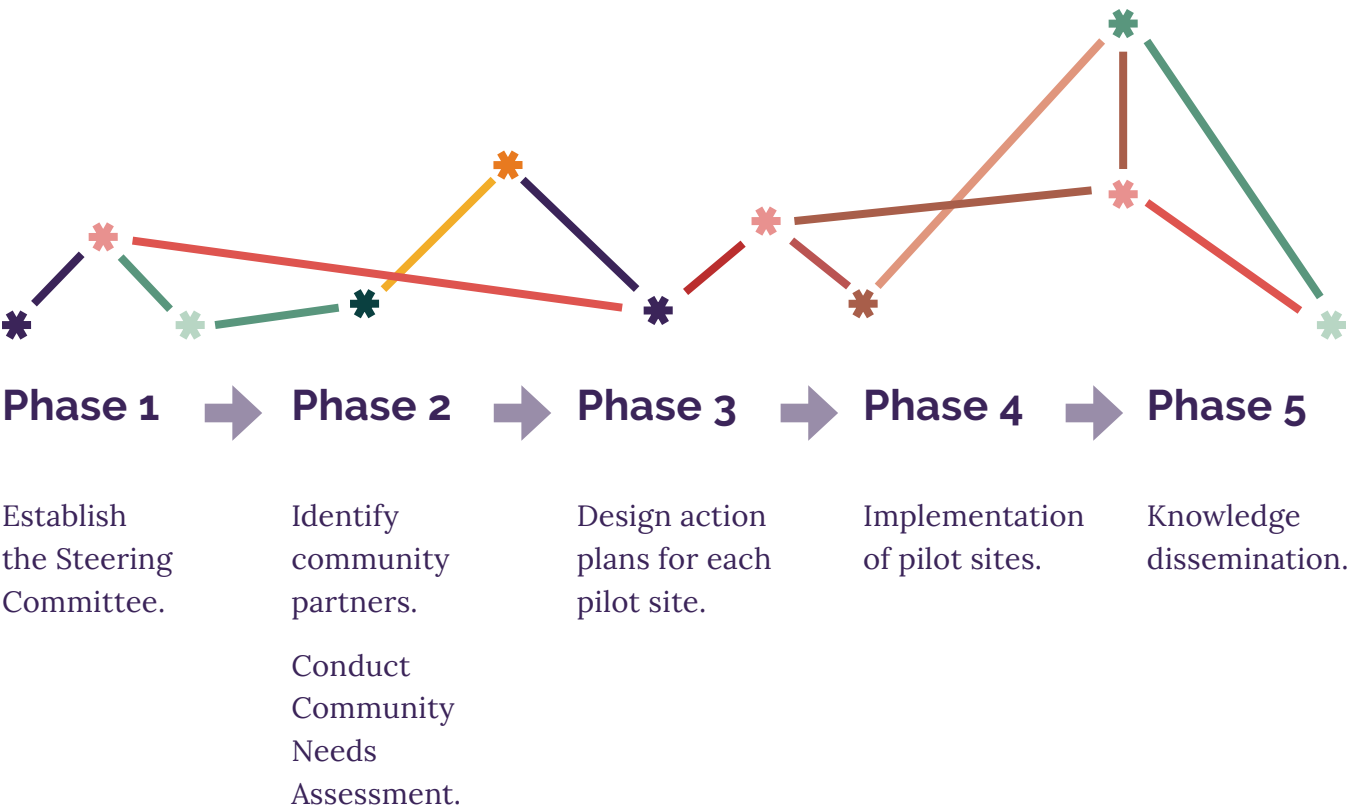 Phase 1
Phase 2
Phase 3
Phase 4
Phase 5
Establish
the Steering
Committee.
Identify
community
partners.
Conduct
Community
Needs
Assessment.
Design action
plans for each
pilot site.
Implementation
of pilot sites.
Knowledge
dissemination.